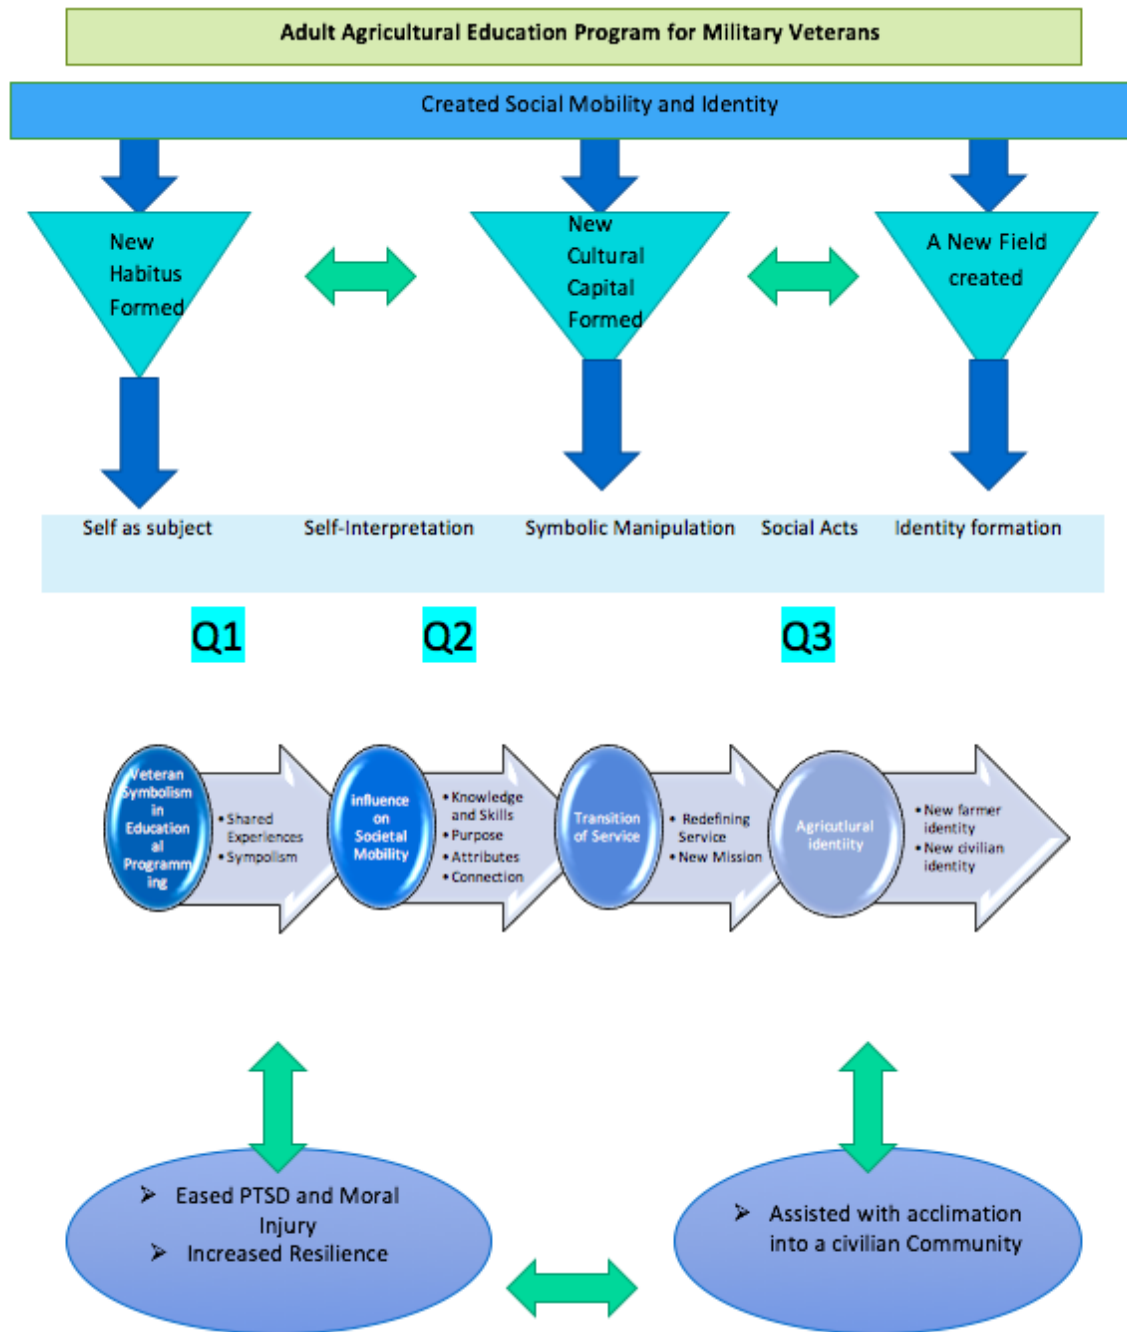 Adult Agricultural Education Program for Military Veterans
Created Social Mobility and Identity
New
Habitus
Formed
New
Cultural
Capital
Formed
A New Field
created
Self as subject
Self-Interpretation
Symbolic Manipulation
Social Acts
Identity formation
Q1
Q2
Q3
Veteran
Symbolism
in
Education
al
Programm
ing
• Shared
Experiences
• Sympolism
influence
on
Societal
Mobility
• Knowledge
and Skills
• Purpose
• Attributes
• Connection
Transition
of Service
• Redefining
Service
• New Mission
Agricutlural
identiity
• New farmer
identity
• New civilian
identity
➢ Eased PTSD and Moral
Injury
➢ Increased Resilience
➢ Assisted with acclimation
into a civilian Community